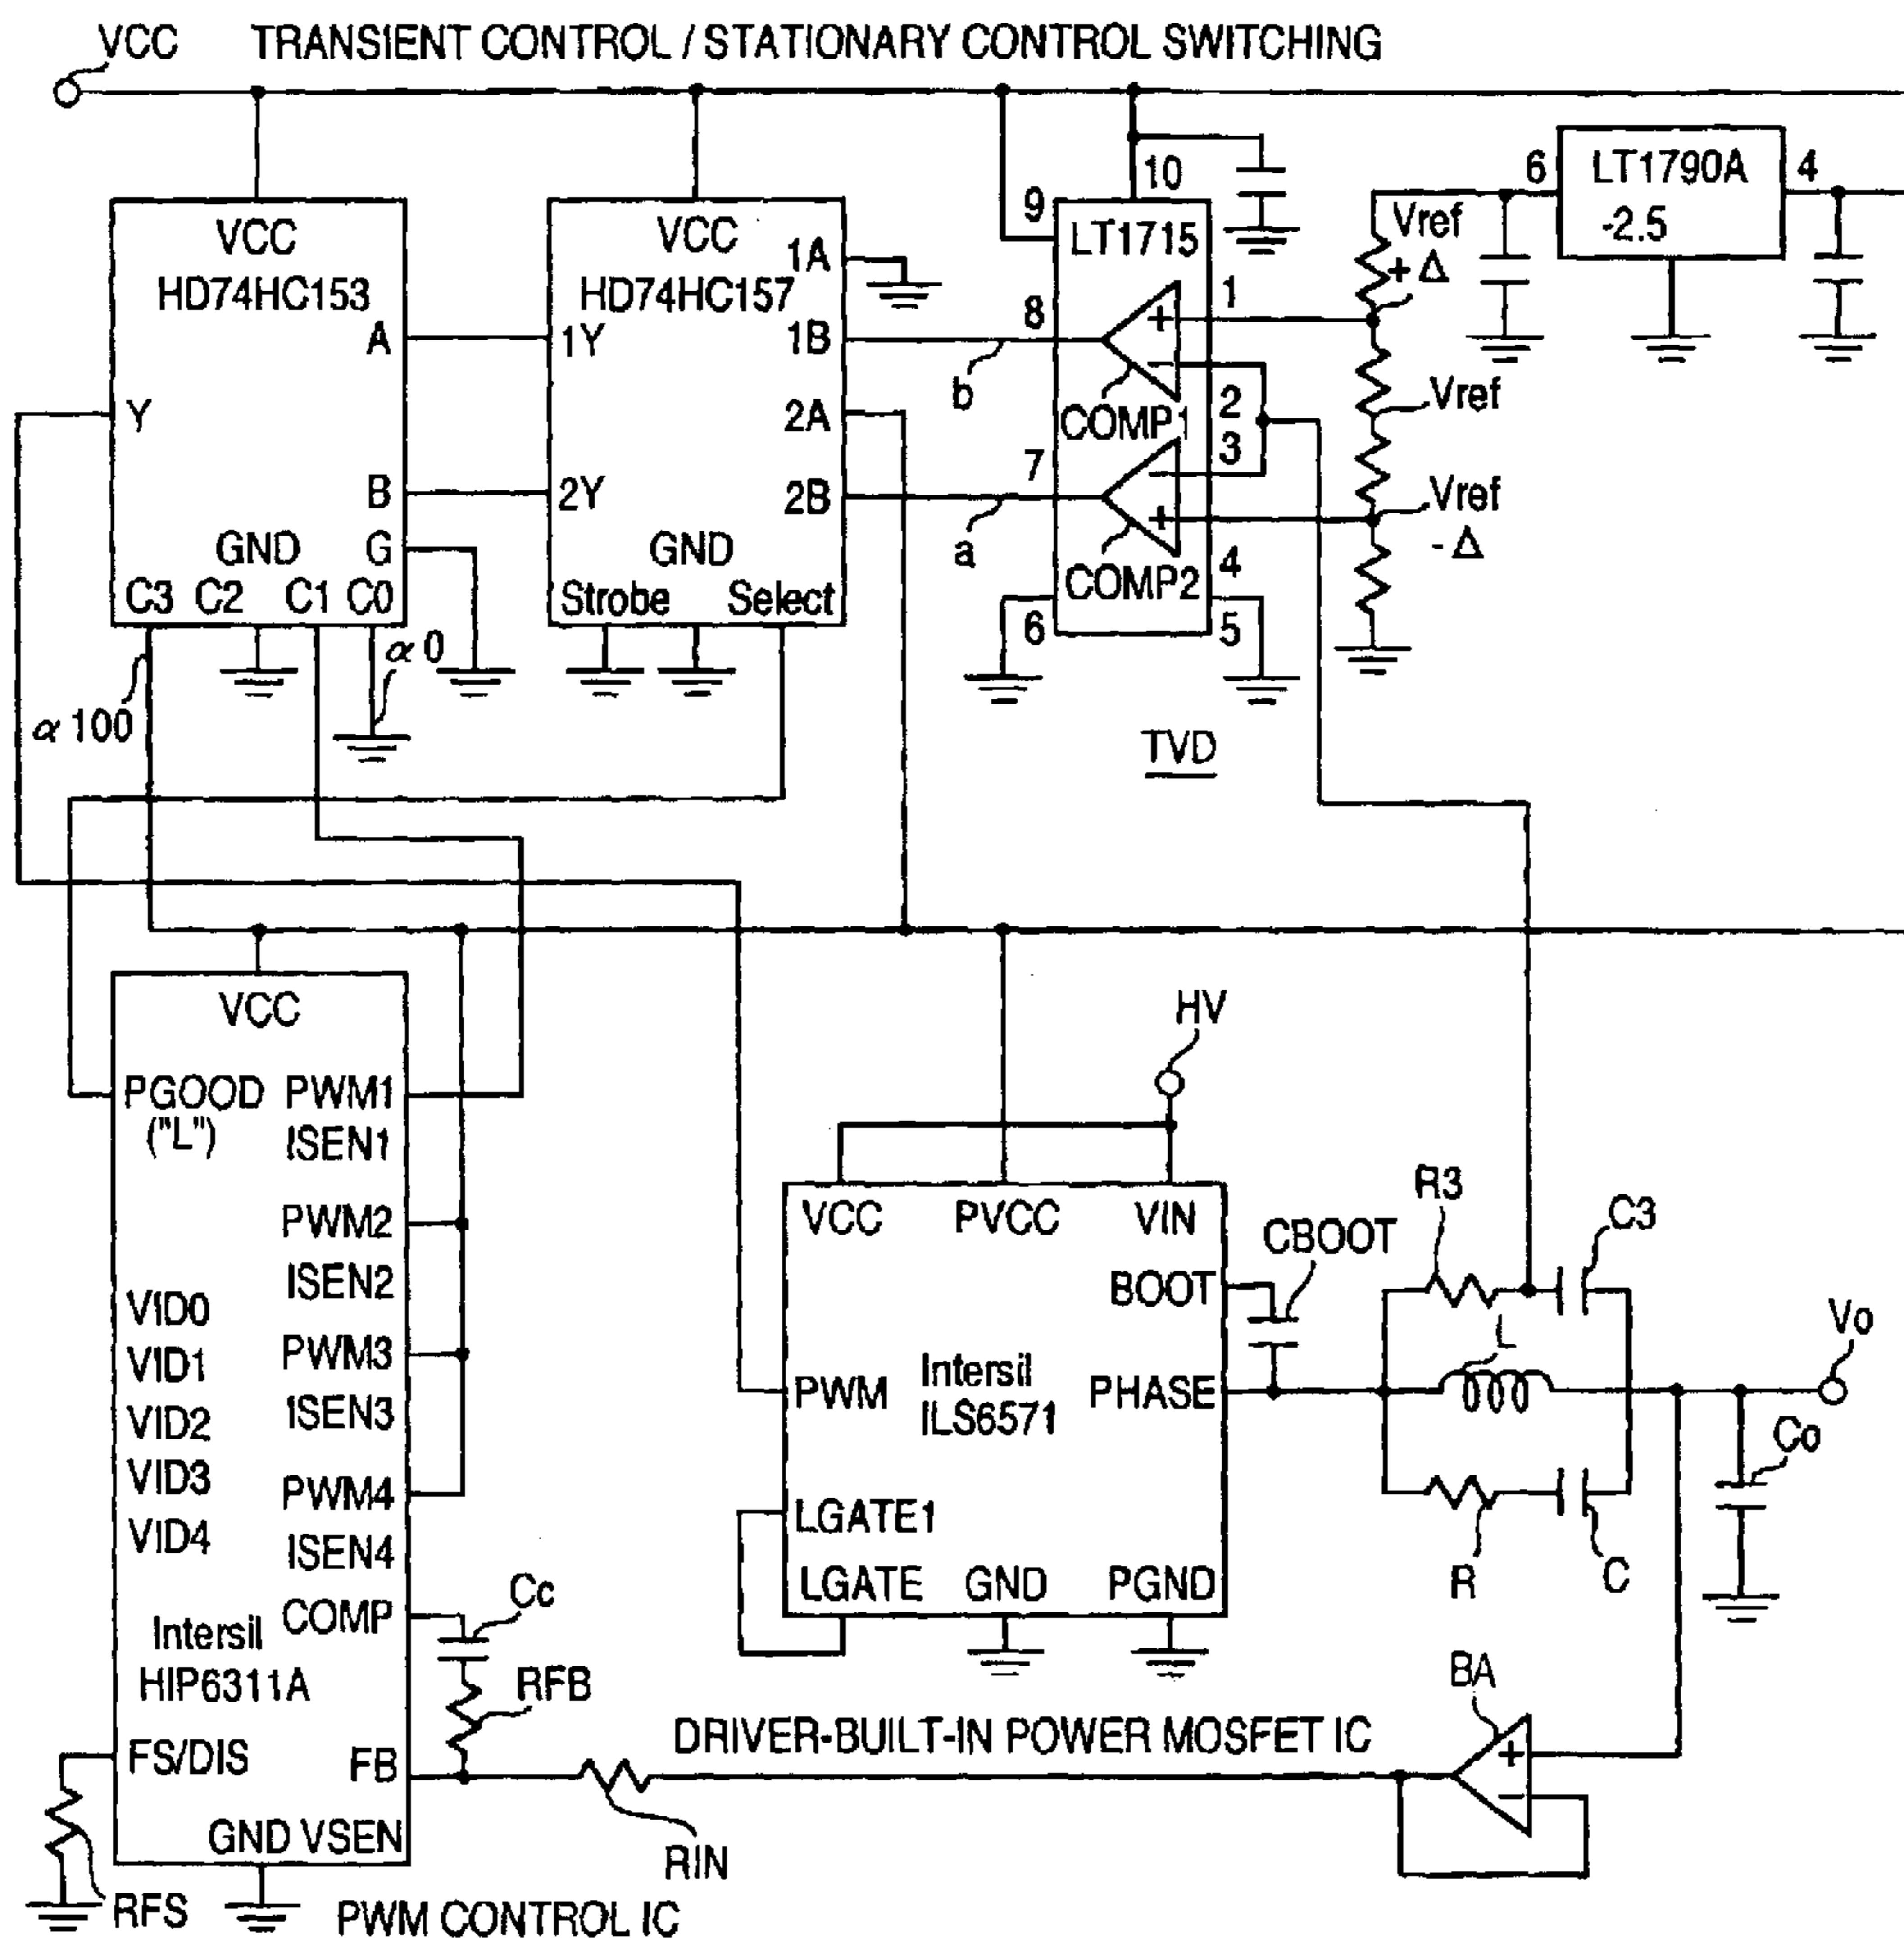 VCC TRANSIENT CONTROL / STATIONARY CONTROL SWITCHING
VCC
HD74HC153
A
Y
B
GND
G
C3 C2 C1 C0
α 100
α 0
VCC
HD74HC157
1A
1Y
1B
2A
2Y
2B
GND
Strobe Select
b
a
9
10
LT1715
8
1
COMP1
2
3
7
COMP2
4
6
5
Vref
+ Δ
Vref
Vref
- Δ
6
LT1790A
-2.5
4
TVD
VCC
PGOOD
("L")
PWM1
ISEN1
PWM2
ISEN2
VID0
VID1
PWM3
VID2
ISEN3
VID3
PWM4
VID4
ISEN4
COMP
Intersil
HIP6311A
FS/DIS
FB
GND VSEN
RFS
PWM CONTROL IC
Cc
RFB
RIN
HV
VCC PVCC VIN
BOOT
CBOOT
Intersil
ILS6571
PWM
PHASE
LGATE1
LGATE GND PGND
DRIVER-BUILT-IN POWER MOSFET IC
R3
C3
L
Vo
Co
R
C
BA
+
−